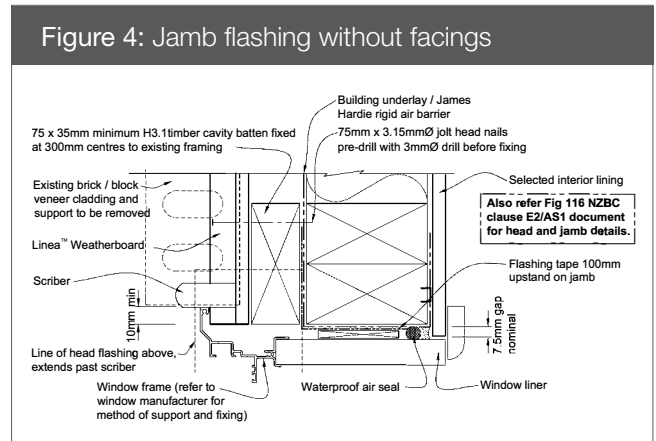 Figure 4: Jamb flashing without facings
Building underlay / James
Hardie rigid air barrier
75 x 35mm minimum H3.1timber cavity batten fixed
at 300mm centres to existing framing
75mm x 3.15mmØ jolt head nails
pre-drill with 3mmØ drill before fixing
Existing brick / block
veneer cladding and
support to be removed
Selected interior lining
Also refer Fig 116 NZBC
clause E2/AS1 document
for head and jamb details.
Linea™ Weatherboard
Scriber
Flashing tape 100mm
upstand on jamb
10mm min
7.5mm gap
nominal
Line of head flashing above,
extends past scriber
Window frame (refer to
window manufacturer for
method of support and fixing)
Waterproof air seal
Window liner